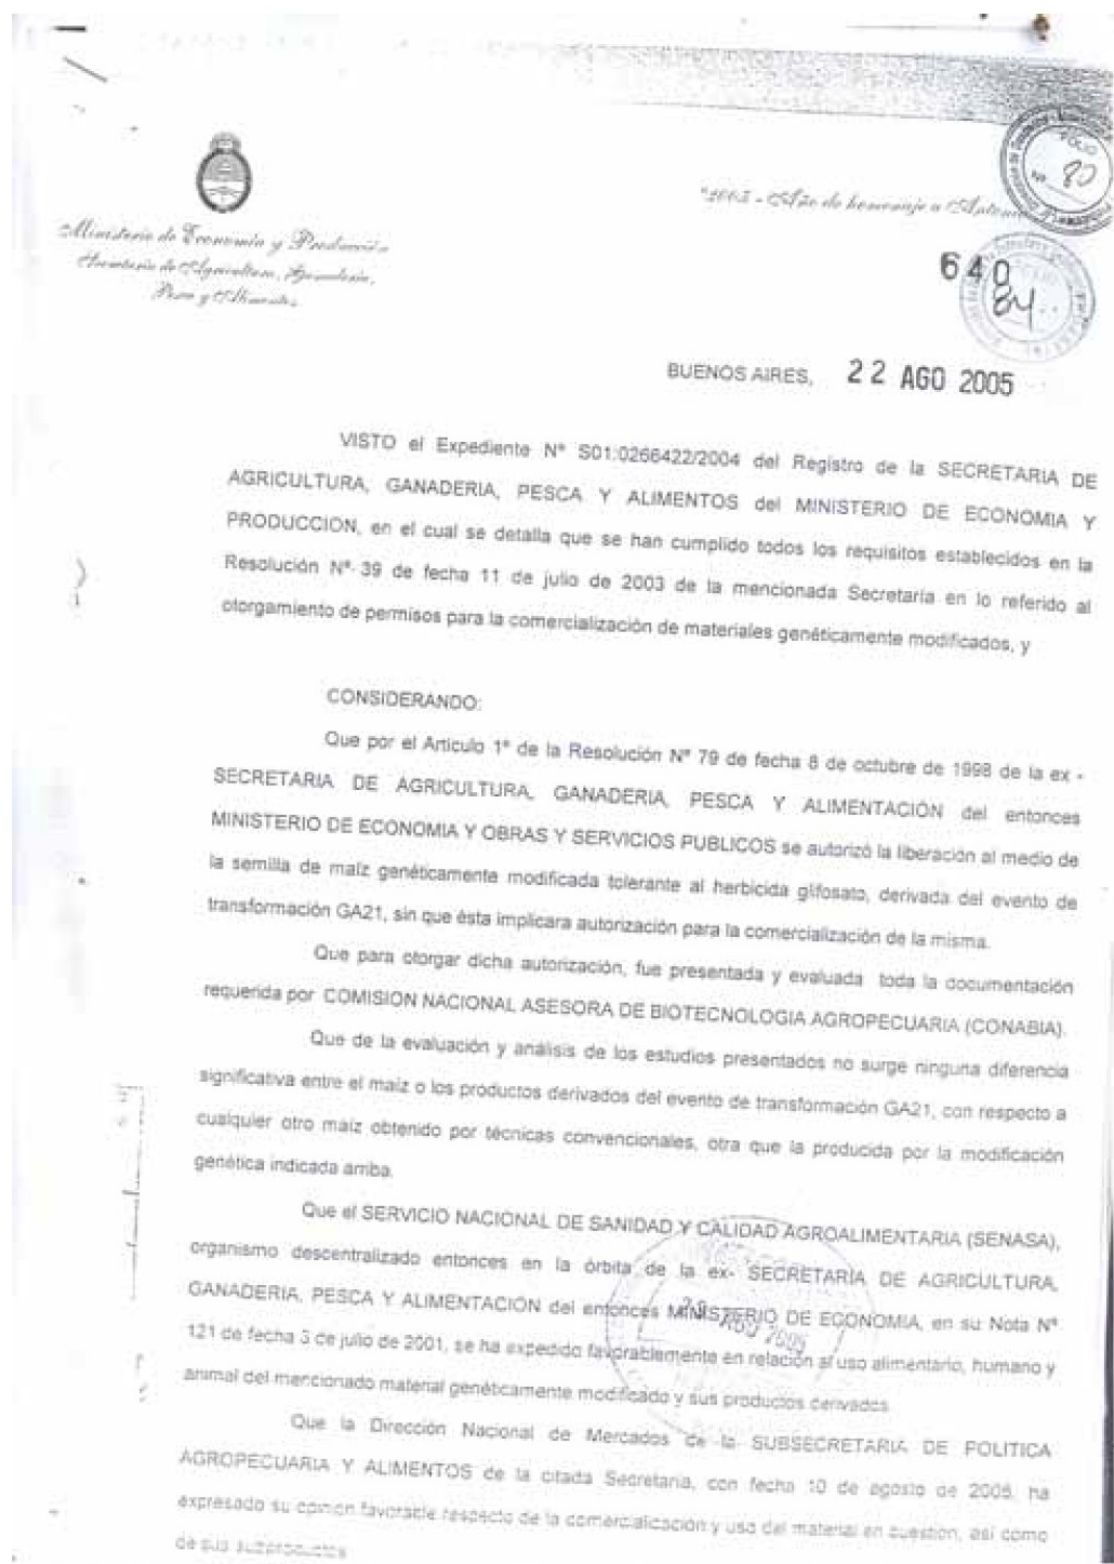 FOLIO
Nº 80
"2005 - Año de homenaje a Antonio
Ministerio de Economía y Producción
Secretaría de Agricultura, Ganadería,
Pesca y Alimentos
640
84
BUENOS AIRES, 22 AGO 2005
VISTO el Expediente Nº S01:0266422/2004 del Registro de la SECRETARIA DE
AGRICULTURA, GANADERIA, PESCA Y ALIMENTOS del MINISTERIO DE ECONOMIA Y
PRODUCCION, en el cual se detalla que se han cumplido todos los requisitos establecidos en la
Resolución Nº 39 de fecha 11 de julio de 2003 de la mencionada Secretaría en lo referido al
otorgamiento de permisos para la comercialización de materiales genéticamente modificados, y
CONSIDERANDO:
Que por el Artículo 1º de la Resolución Nº 79 de fecha 8 de octubre de 1998 de la ex -
SECRETARIA DE AGRICULTURA, GANADERIA, PESCA Y ALIMENTACIÓN del entonces
MINISTERIO DE ECONOMIA Y OBRAS Y SERVICIOS PUBLICOS se autorizó la liberación al medio de
la semilla de maíz genéticamente modificada tolerante al herbicida glifosato, derivada del evento de
transformación GA21, sin que ésta implicara autorización para la comercialización de la misma.
Que para otorgar dicha autorización, fue presentada y evaluada toda la documentación
requerida por COMISION NACIONAL ASESORA DE BIOTECNOLOGIA AGROPECUARIA (CONABIA).
Que de la evaluación y análisis de los estudios presentados no surge ninguna diferencia
significativa entre el maíz o los productos derivados del evento de transformación GA21, con respecto a
cualquier otro maíz obtenido por técnicas convencionales, otra que la producida por la modificación
genética indicada arriba.
Que el SERVICIO NACIONAL DE SANIDAD Y CALIDAD AGROALIMENTARIA (SENASA),
organismo descentralizado entonces en la órbita de la ex- SECRETARÍA DE AGRICULTURA,
GANADERIA, PESCA Y ALIMENTACIÓN del entonces MINISTERIO DE ECONOMIA, en su Nota Nº
121 de fecha 3 de julio de 2001, se ha expedido favorablemente en relación al uso alimentario, humano y
animal del mencionado material genéticamente modificado y sus productos derivados.
Que la Dirección Nacional de Mercados de la SUBSECRETARIA DE POLITICA
AGROPECUARIA Y ALIMENTOS de la citada Secretaría, con fecha 10 de agosto de 2005, ha
expresado su opinión favorable respecto de la comercialización y uso del material en cuestión, así como
de sus subproductos